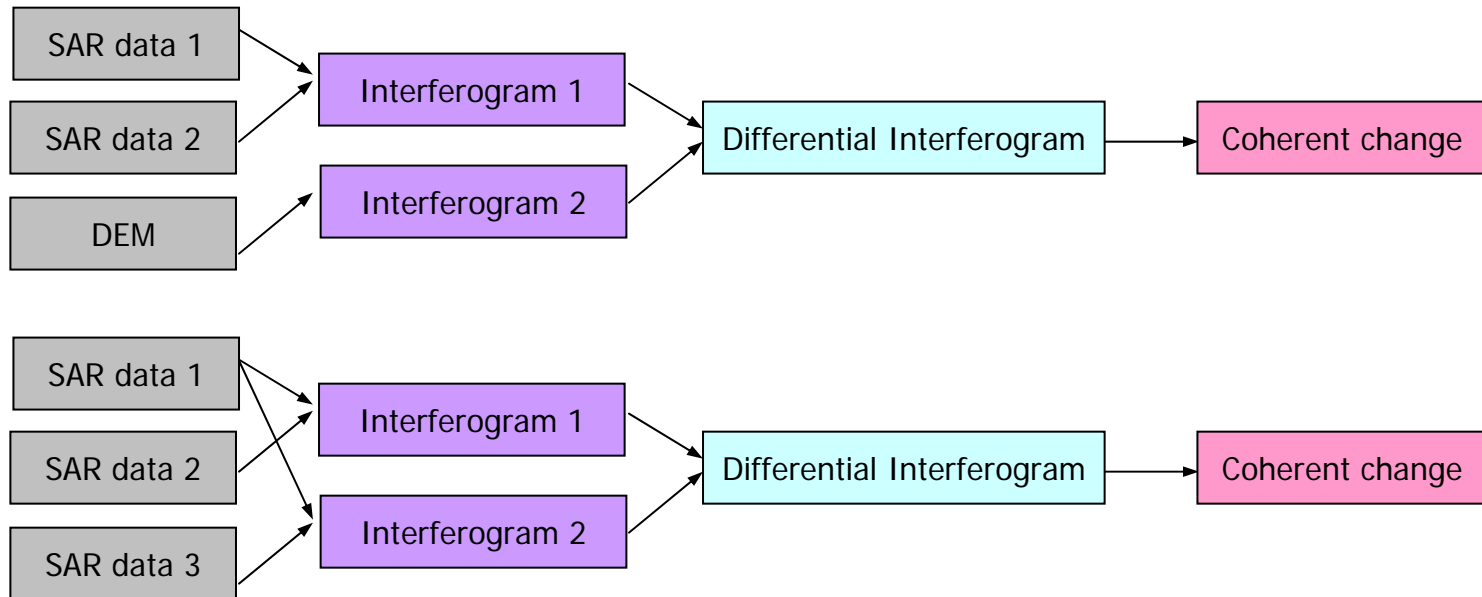 SAR data 1
SAR data 2
DEM
Interferogram 1
Interferogram 2
Differential Interferogram
Coherent change
SAR data 1
SAR data 2
SAR data 3
Interferogram 1
Interferogram 2
Differential Interferogram
Coherent change